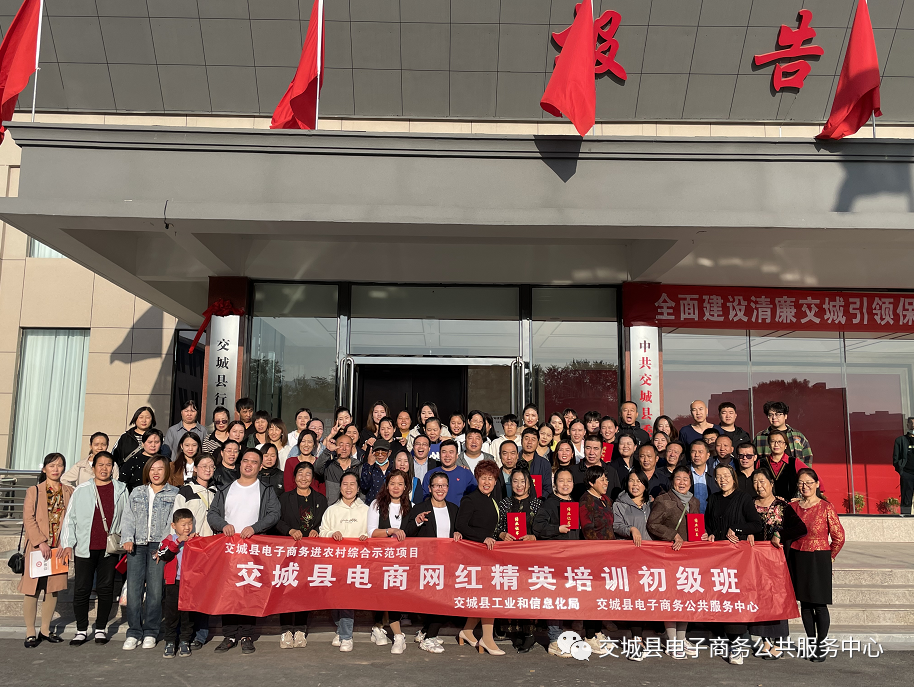 报告
全面建设清廉交城引领保
交城县行
中共交城县
交城县电子商务进农村综合示范项目
交城县电商网红精英培训初级班
交城县工业和信息化局 交城县电子商务公共服务中心
交城县电子商务公共服务中心